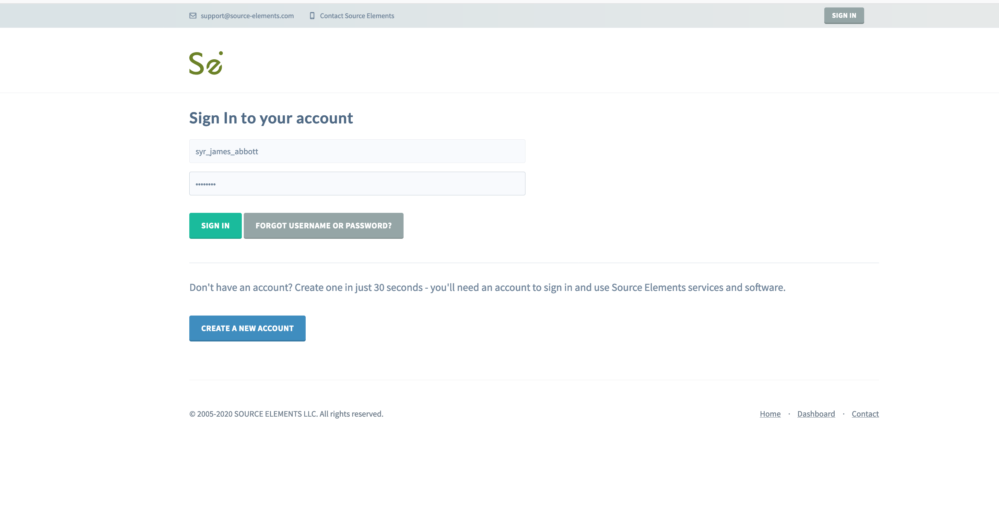 support@source-elements.com Contact Source Elements SIGN IN
Se
Sign In to your account
syr_james_abbott
••••••••
SIGN IN FORGOT USERNAME OR PASSWORD?
Don't have an account? Create one in just 30 seconds - you'll need an account to sign in and use Source Elements services and software.
CREATE A NEW ACCOUNT
© 2005-2020 SOURCE ELEMENTS LLC. All rights reserved. Home · Dashboard · Contact